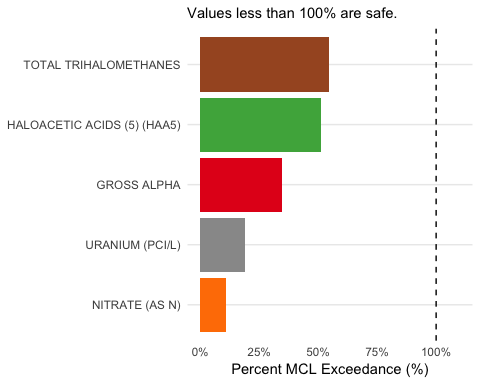 Values less than 100% are safe.
TOTAL TRIHALOMETHANES
HALOACETIC ACIDS (5) (HAA5)
GROSS ALPHA
URANIUM (PCI/L)
NITRATE (AS N)
0% 25% 50% 75% 100%
Percent MCL Exceedance (%)